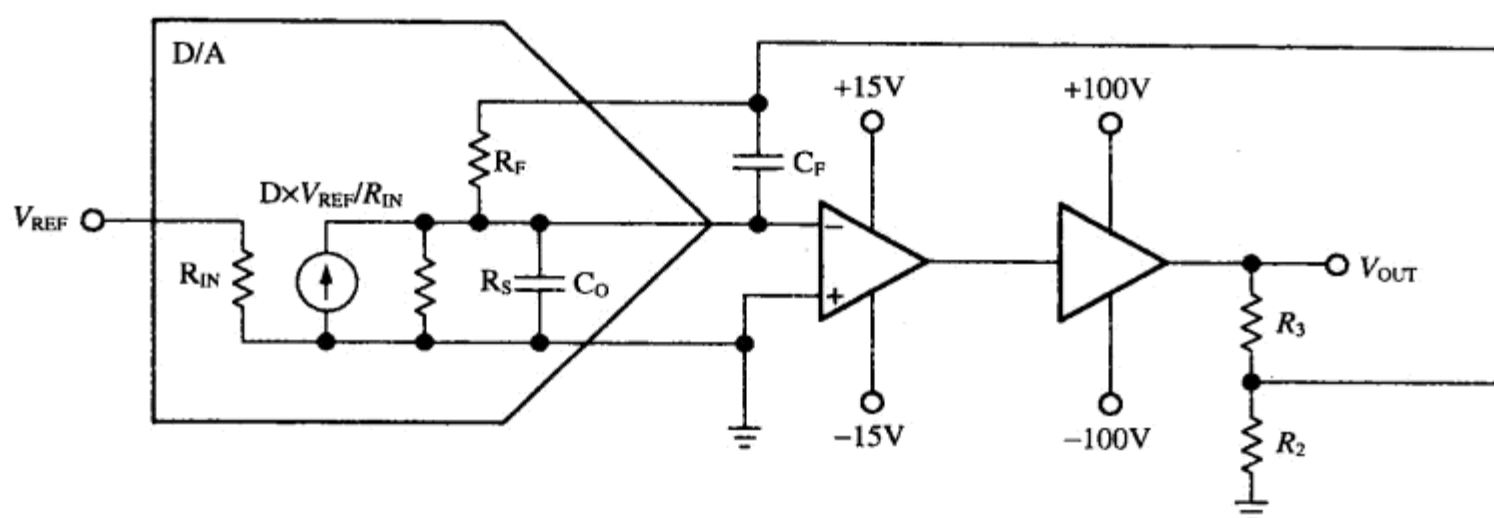 D/A
+15V
+100V
R_F
C_F
D×V_REF/R_IN
V_REF
−
R_IN
R_S
C_O
+
V_OUT
R_3
−15V
−100V
R_2